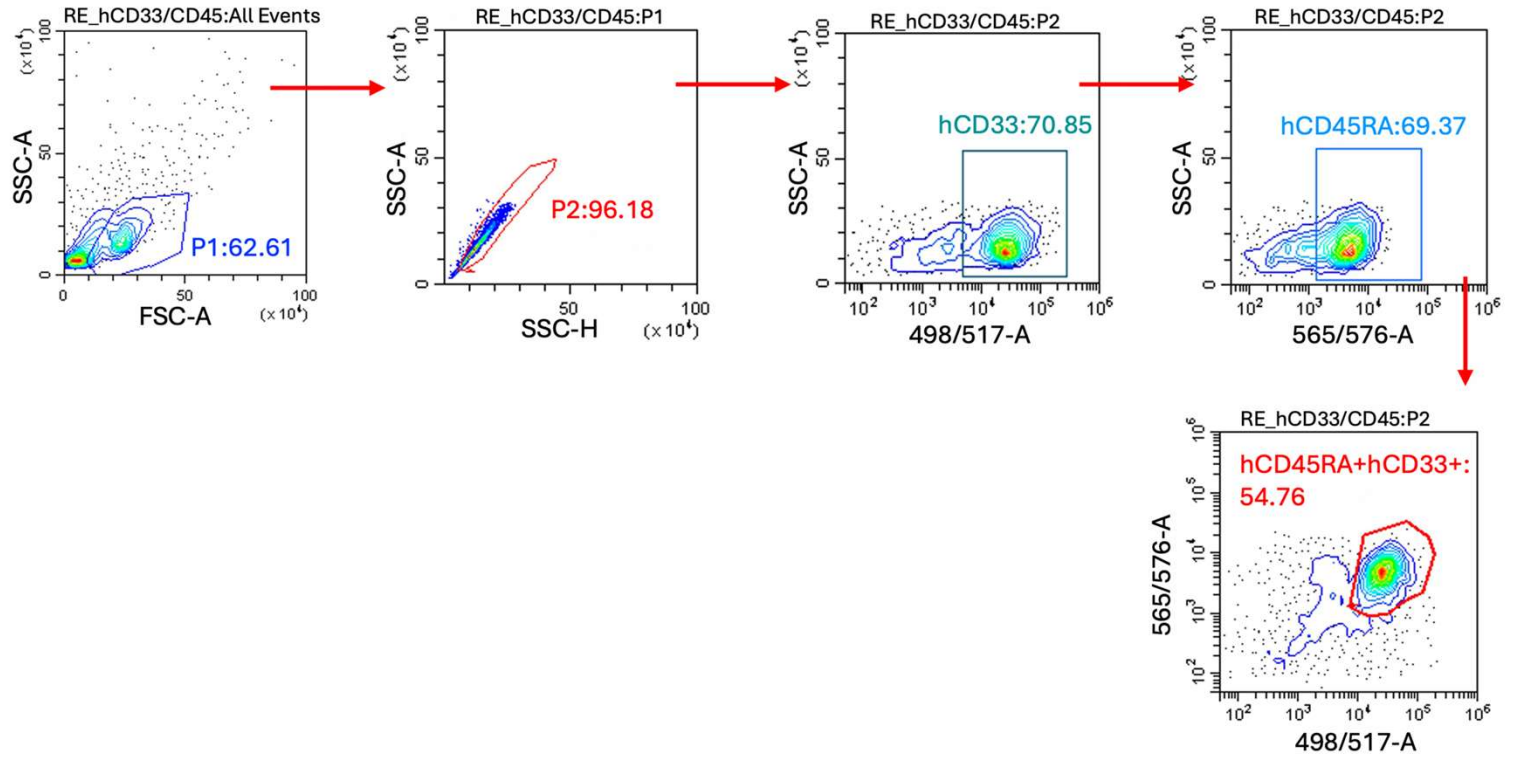 RE_hCD33/CD45:All Events
(×10⁴)
100
50
0
SSC-A
P1:62.61
0
50
100
FSC-A
(×10⁴)
RE_hCD33/CD45:P1
(×10⁴)
100
50
0
SSC-A
P2:96.18
50
100
SSC-H
(×10⁴)
RE_hCD33/CD45:P2
(×10⁴)
100
50
0
SSC-A
hCD33:70.85
10² 10³ 10⁴ 10⁵ 10⁶
498/517-A
RE_hCD33/CD45:P2
(×10⁴)
100
50
0
SSC-A
hCD45RA:69.37
10² 10³ 10⁴ 10⁵ 10⁶
565/576-A
RE_hCD33/CD45:P2
hCD45RA+hCD33+:
54.76
10⁶
10⁵
10⁴
10³
10²
565/576-A
10² 10³ 10⁴ 10⁵ 10⁶
498/517-A